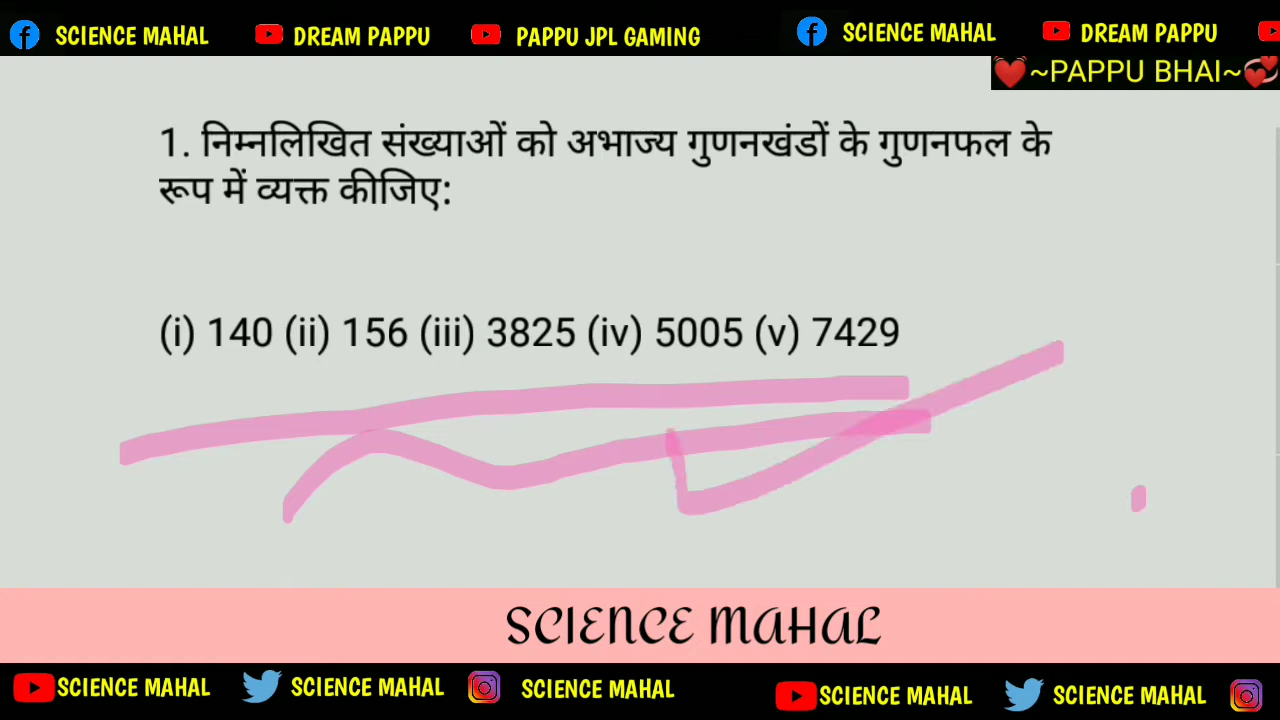 SCIENCE MAHAL DREAM PAPPU PAPPU JPL GAMING SCIENCE MAHAL DREAM PAPPU
~PAPPU BHAI~
1. निम्नलिखित संख्याओं को अभाज्य गुणनखंडों के गुणनफल के
रूप में व्यक्त कीजिए:
(i) 140 (ii) 156 (iii) 3825 (iv) 5005 (v) 7429
SCIENCE MAHAL
SCIENCE MAHAL SCIENCE MAHAL SCIENCE MAHAL SCIENCE MAHAL SCIENCE MAHAL